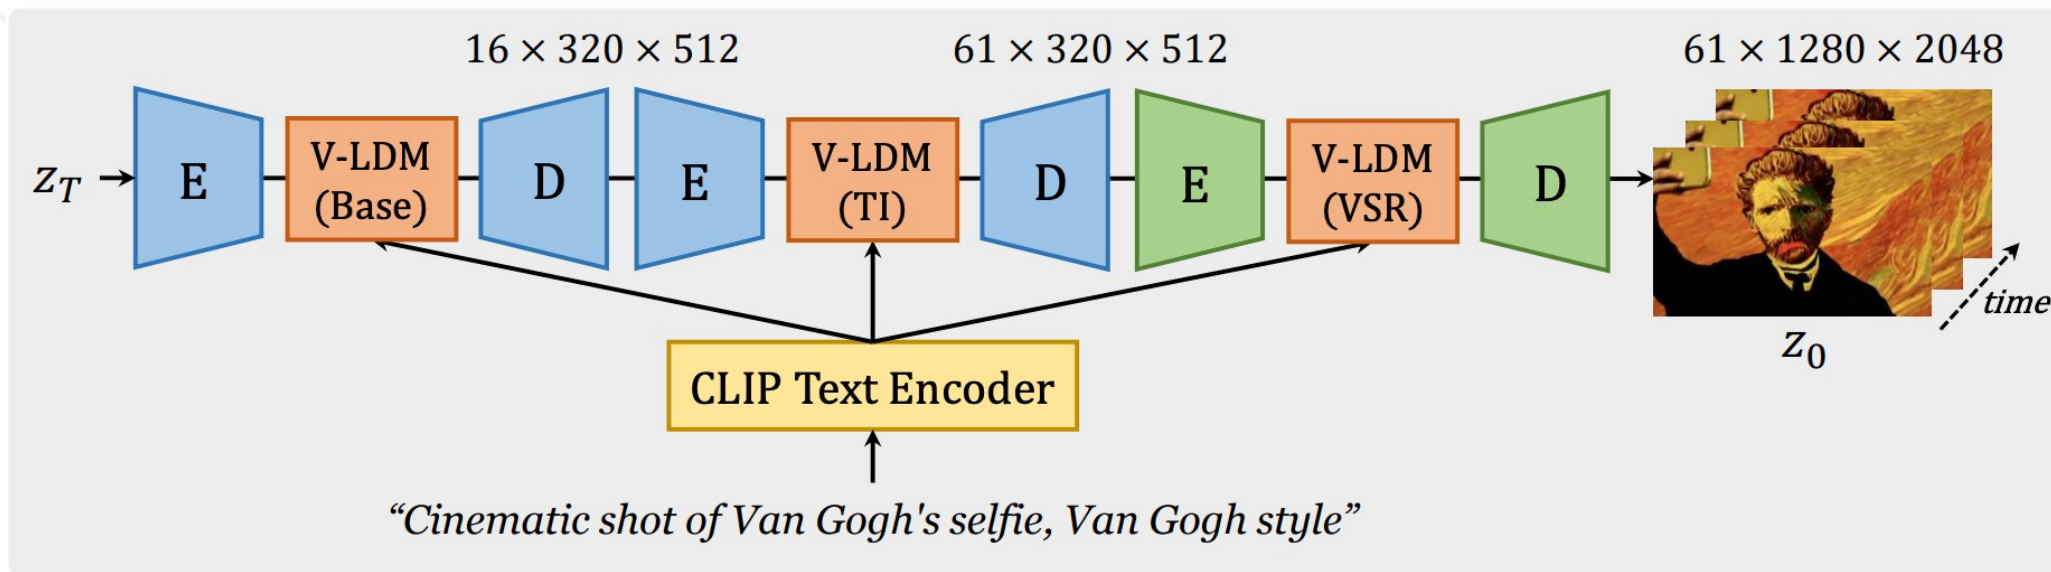 16 × 320 × 512
61 × 320 × 512
61 × 1280 × 2048
z_T
E
V-LDM
(Base)
D
E
V-LDM
(TI)
D
E
V-LDM
(VSR)
D
time
z_0
CLIP Text Encoder
“Cinematic shot of Van Gogh's selfie, Van Gogh style”